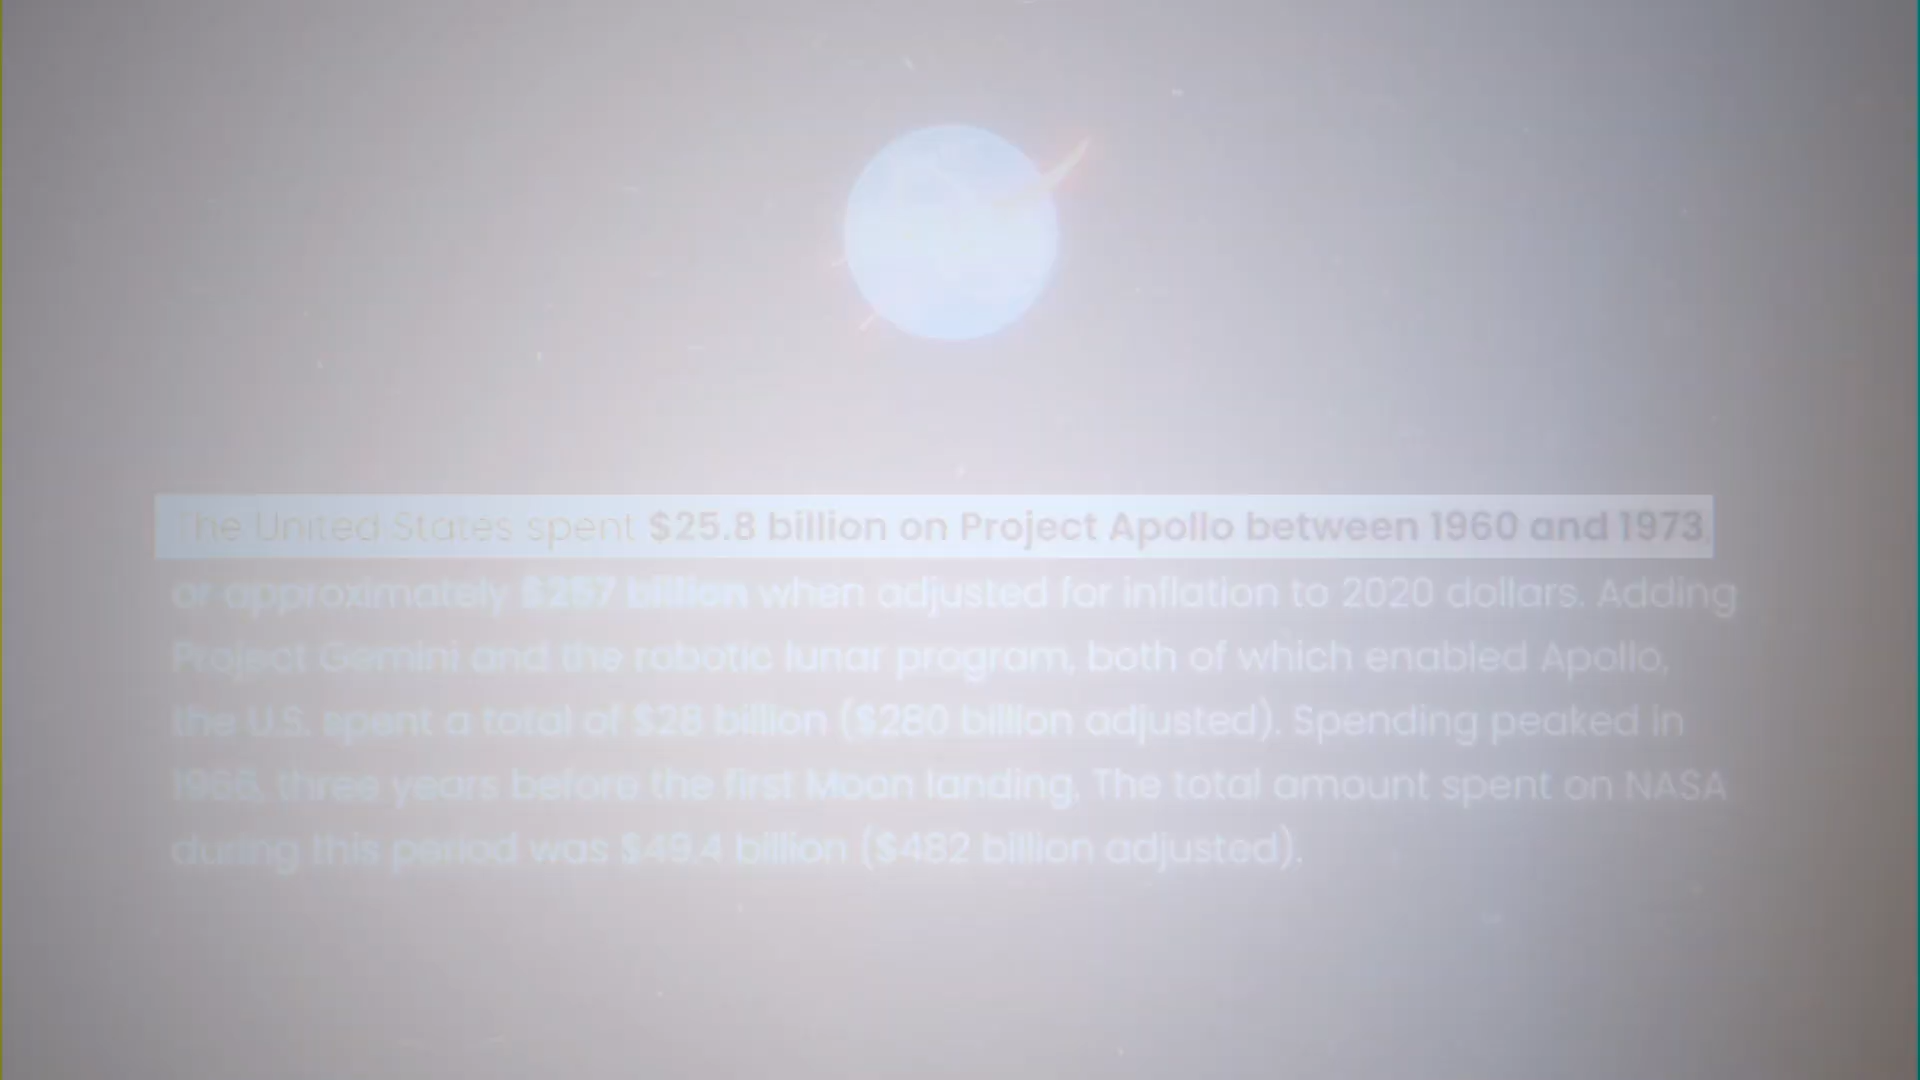 The United States spent $25.8 billion on Project Apollo between 1960 and 1973,
or approximately $257 billion when adjusted for inflation to 2020 dollars. Adding
Project Gemini and the robotic lunar program, both of which enabled Apollo,
the U.S. spent a total of $28 billion ($280 billion adjusted). Spending peaked in
1966, three years before the first Moon landing. The total amount spent on NASA
during this period was $49.4 billion ($482 billion adjusted).